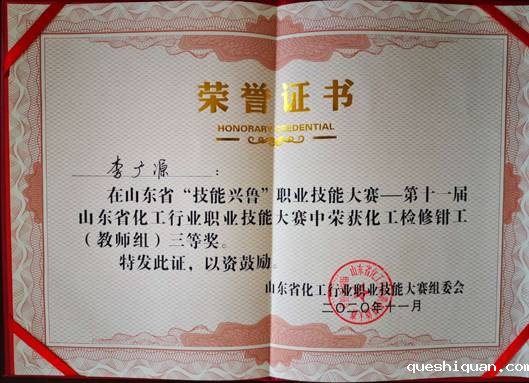 荣誉证书
HONORARY CREDENTIAL
李广源：
在山东省“技能兴鲁”职业技能大赛—第十一届
山东省化工行业职业技能大赛中荣获化工检修钳工
（教师组）三等奖。
特发此证，以资鼓励。
山东省化工行业职业技能大赛组委会
二〇二〇年十一月
queshiquan.com